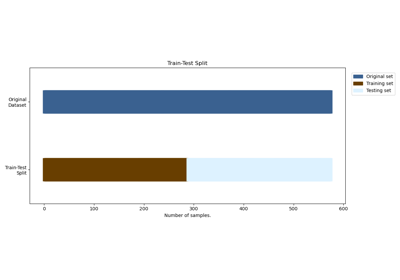 Train-Test Split
Original set
Training set
Testing set
Original
Dataset
Train-Test
Split
0 100 200 300 400 500 600
Number of samples.